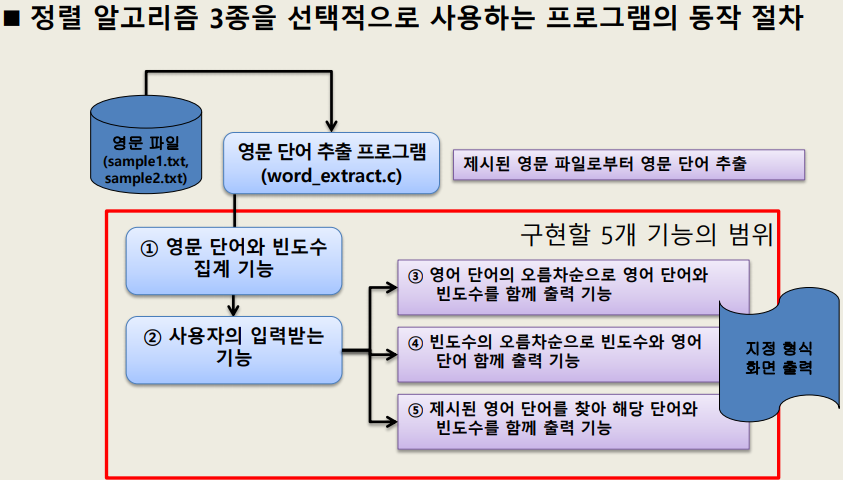 ■ 정렬 알고리즘 3종을 선택적으로 사용하는 프로그램의 동작 절차
영문 파일
(sample1.txt,
sample2.txt)
영문 단어 추출 프로그램
(word_extract.c)
제시된 영문 파일로부터 영문 단어 추출
구현할 5개 기능의 범위
① 영문 단어와 빈도수
집계 기능
② 사용자의 입력받는
기능
③ 영어 단어의 오름차순으로 영어 단어와
빈도수를 함께 출력 기능
④ 빈도수의 오름차순으로 빈도수와 영어
단어 함께 출력 기능
⑤ 제시된 영어 단어를 찾아 해당 단어와
빈도수를 함께 출력 기능
지정 형식
화면 출력